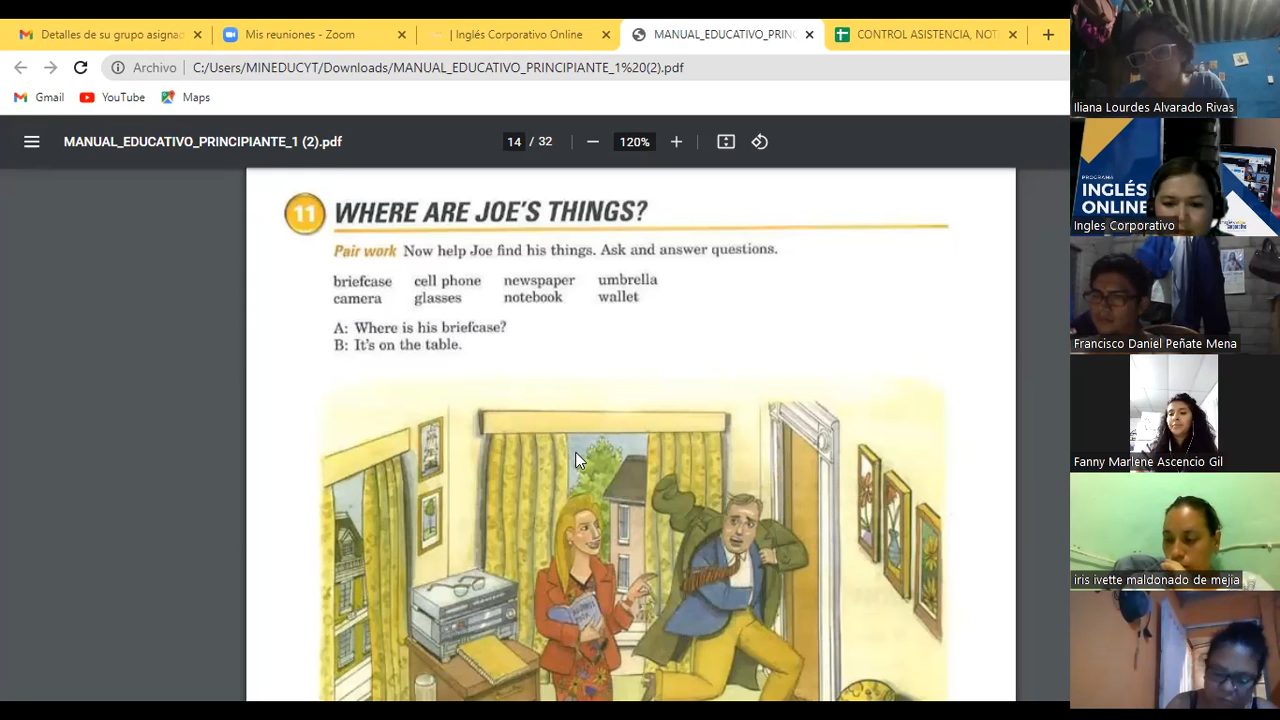 Detalles de su grupo asignad
Mis reuniones - Zoom
| Inglés Corporativo Online
MANUAL_EDUCATIVO_PRINC
CONTROL ASISTENCIA, NOT
Archivo
C:/Users/MINEDUCYT/Downloads/MANUAL_EDUCATIVO_PRINCIPIANTE_1%20(2).pdf
Gmail
YouTube
Maps
MANUAL_EDUCATIVO_PRINCIPIANTE_1 (2).pdf
14 / 32
120%
11 WHERE ARE JOE'S THINGS?
Pair work Now help Joe find his things. Ask and answer questions.
briefcase cell phone newspaper umbrella
camera glasses notebook wallet
A: Where is his briefcase?
B: It's on the table.
Iliana Lourdes Alvarado Rivas
PROGRAMA
INGLÉS
ONLINE
Ingles Corporativo
Francisco Daniel Peñate Mena
Fanny Marlene Ascencio Gil
iris ivette maldonado de mejia